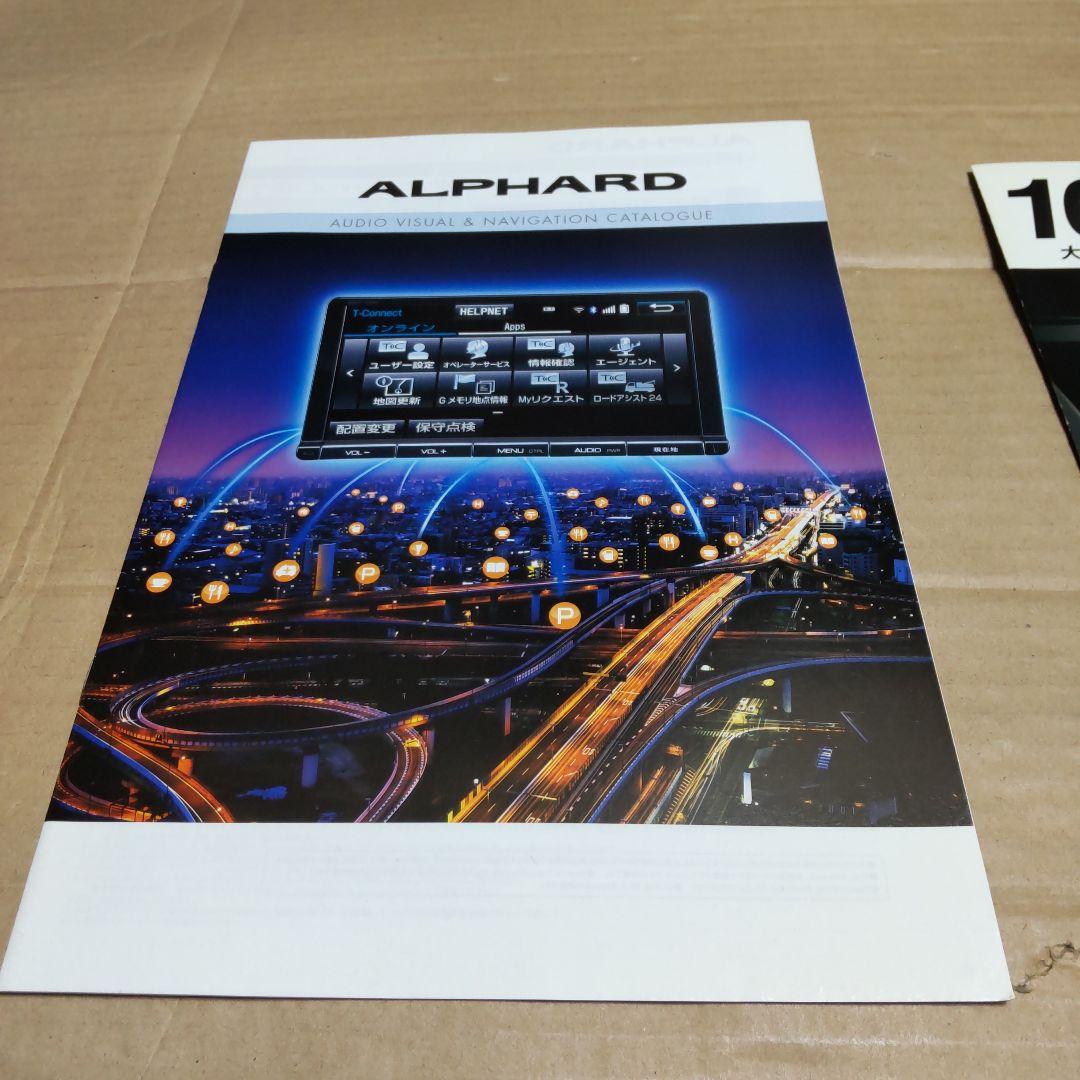 ALPHARD
AUDIO VISUAL & NAVIGATION CATALOGUE
T-Connect HELPNET
オンライン Apps
ユーザー設定 オペレーターサービス 情報確認 エージェント
地図更新 Gメモリ地点情報 Myリクエスト ロードアシスト24
配置変更 保守点検
VOL− VOL+ MENU CTRL AUDIO PWR 現在地
P
P
P
10
大